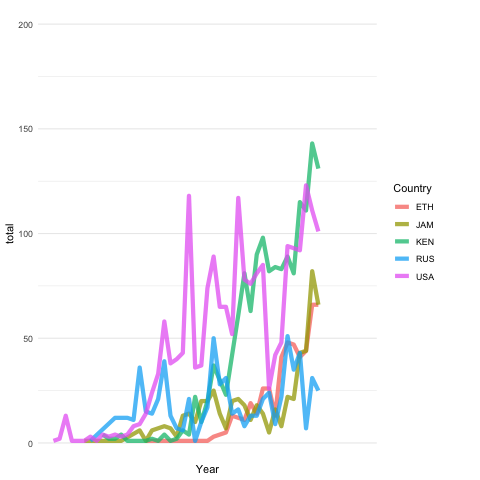 200
150
100
50
0
total
Year
Country
ETH
JAM
KEN
RUS
USA